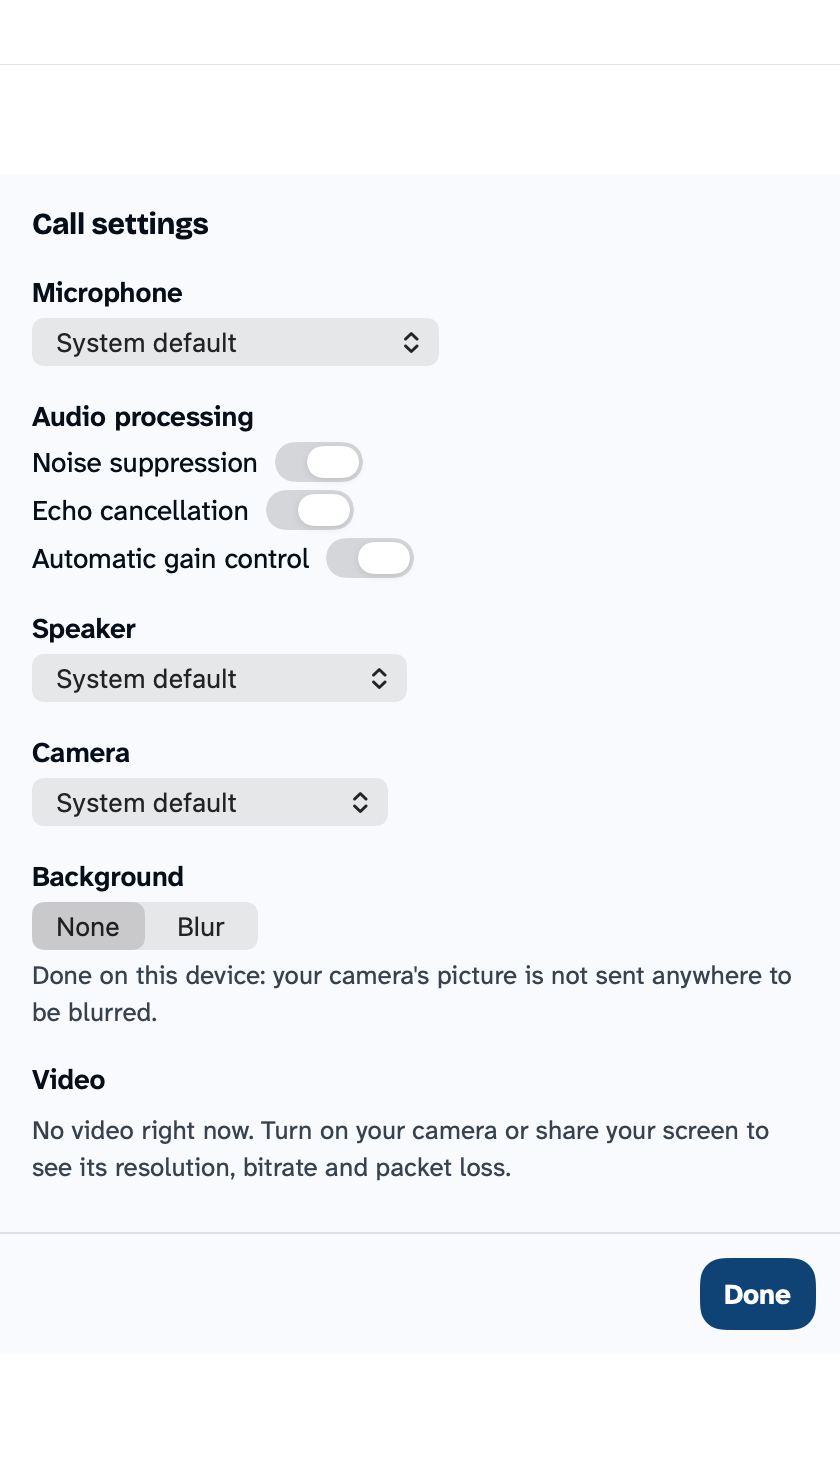 Call settings
Microphone
System default
Audio processing
Noise suppression
Echo cancellation
Automatic gain control
Speaker
System default
Camera
System default
Background
None Blur
Done on this device: your camera's picture is not sent anywhere to
be blurred.
Video
No video right now. Turn on your camera or share your screen to
see its resolution, bitrate and packet loss.
Done